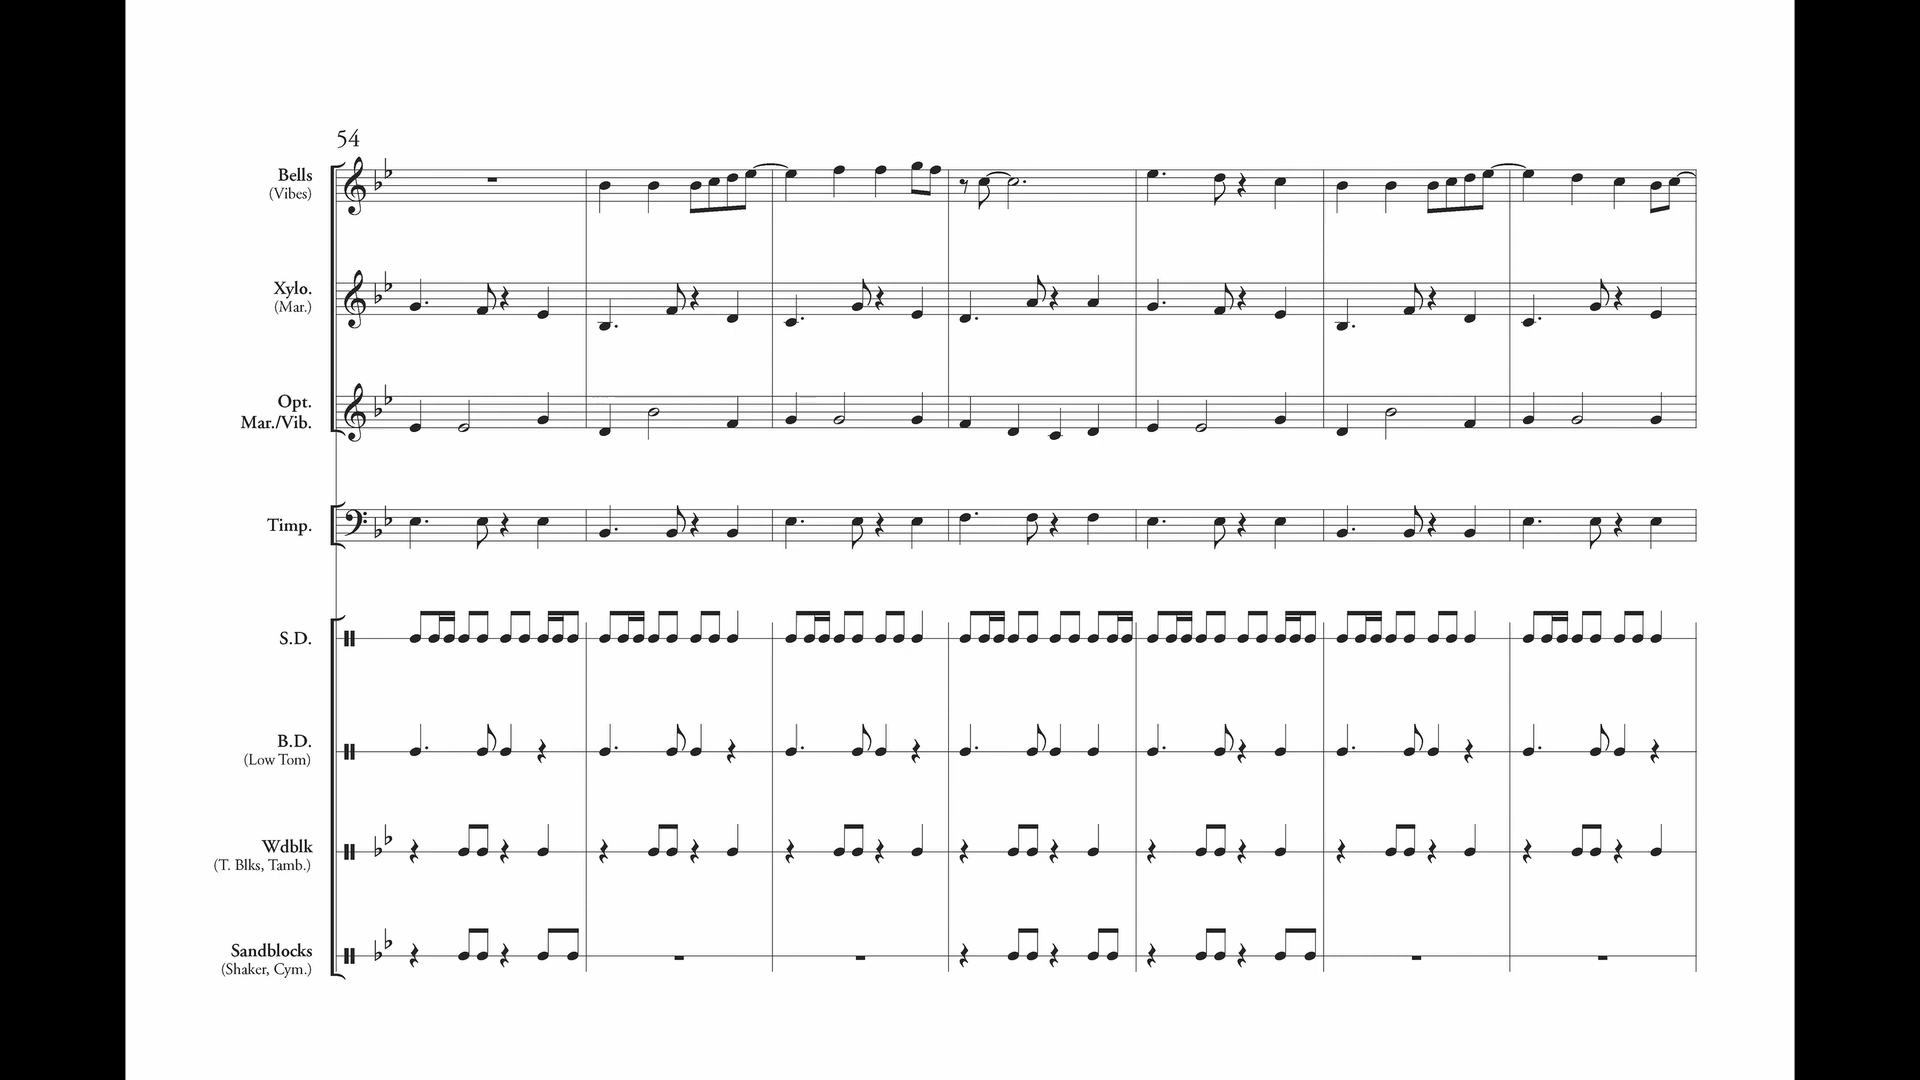 54
Bells
(Vibes)
Xylo.
(Mar.)
Opt.
Mar./Vib.
Timp.
S.D.
B.D.
(Low Tom)
Wdblk
(T. Blks, Tamb.)
Sandblocks
(Shaker, Cym.)